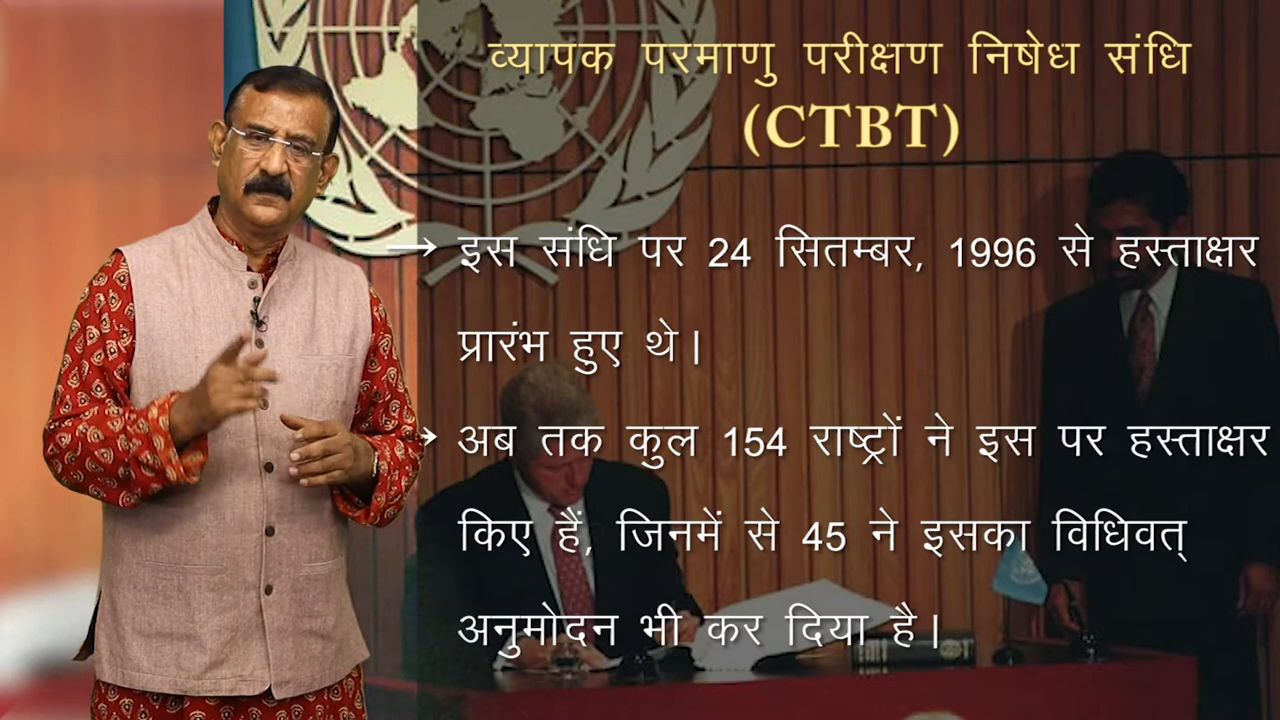 व्यापक परमाणु परीक्षण निषेध संधि
(CTBT)
→ इस संधि पर 24 सितम्बर, 1996 से हस्ताक्षर
प्रारंभ हुए थे।
→ अब तक कुल 154 राष्ट्रों ने इस पर हस्ताक्षर
किए हैं, जिनमें से 45 ने इसका विधिवत्
अनुमोदन भी कर दिया है।